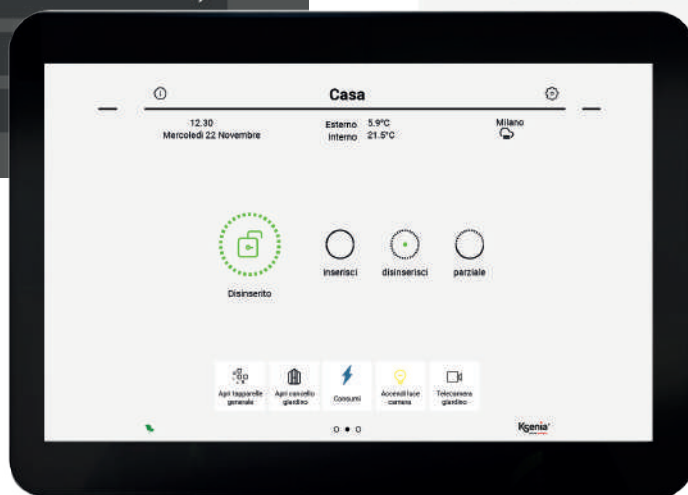 Casa
12.30
Mercoledì 22 Novembre
Esterno 5.9°C
Interno 21.5°C
Milano
Disinserito
inserisci
disinserisci
parziale
Apri tapparelle
generale
Apri cancello
giardino
Consumi
Accendi luce
camera
Telecamera
giardino
Ksenia